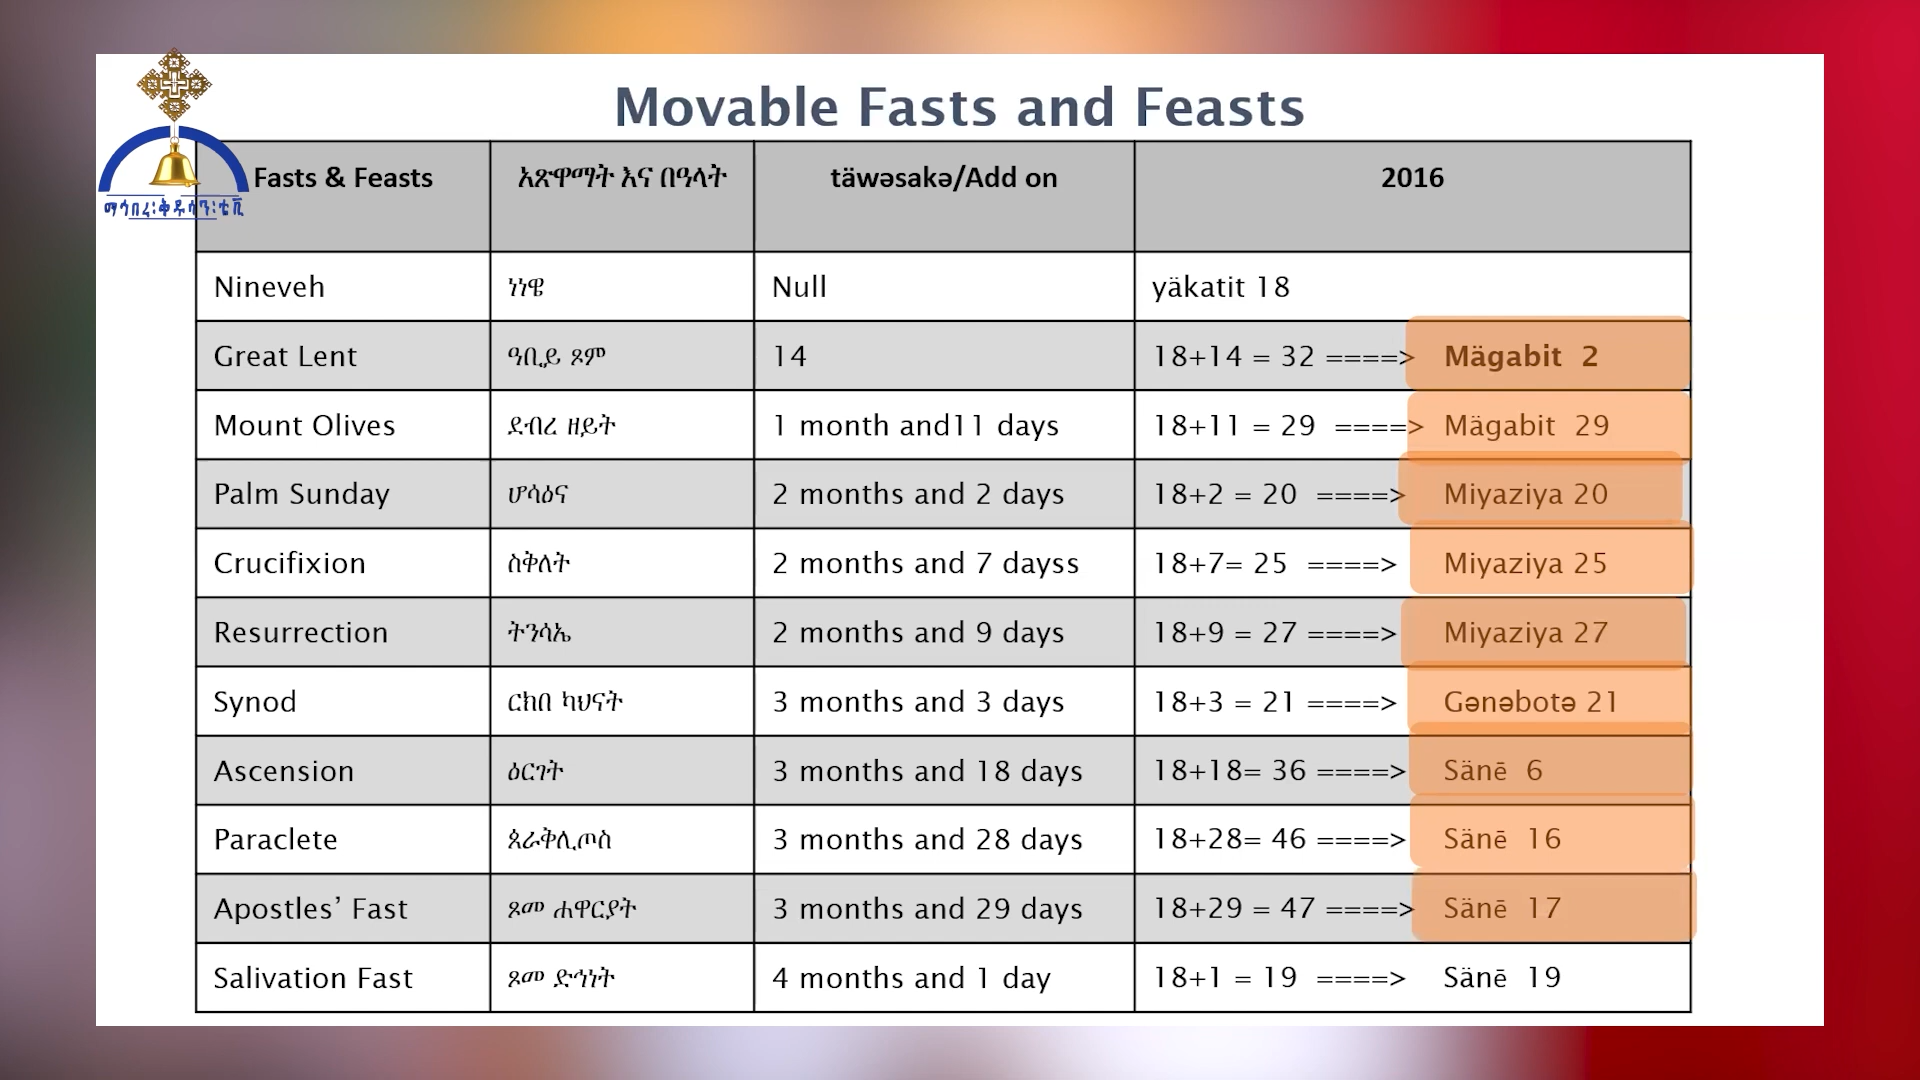 Movable Fasts and Feasts
ማኅበረ፡ቅዱሳን፡ቲቪ
Fasts & Feasts አጽዋማት እና በዓላት täwəsakə/Add on 2016
Nineveh ነነዌ Null yäkatit 18
Great Lent ዓቢይ ጾም 14 18+14 = 32 ====> Mägabit 2
Mount Olives ደብረ ዘይት 1 month and11 days 18+11 = 29 ====> Mägabit 29
Palm Sunday ሆሳዕና 2 months and 2 days 18+2 = 20 ====> Miyaziya 20
Crucifixion ስቅለት 2 months and 7 dayss 18+7= 25 ====> Miyaziya 25
Resurrection ትንሳኤ 2 months and 9 days 18+9 = 27 ====> Miyaziya 27
Synod ርክበ ካህናት 3 months and 3 days 18+3 = 21 ====> Gənəbotə 21
Ascension ዕርገት 3 months and 18 days 18+18= 36 ====> Sänē 6
Paraclete ጰራቅሊጦስ 3 months and 28 days 18+28= 46 ====> Sänē 16
Apostles’ Fast ጾመ ሐዋርያት 3 months and 29 days 18+29 = 47 ====> Sänē 17
Salivation Fast ጾመ ድኅነት 4 months and 1 day 18+1 = 19 ====> Sänē 19